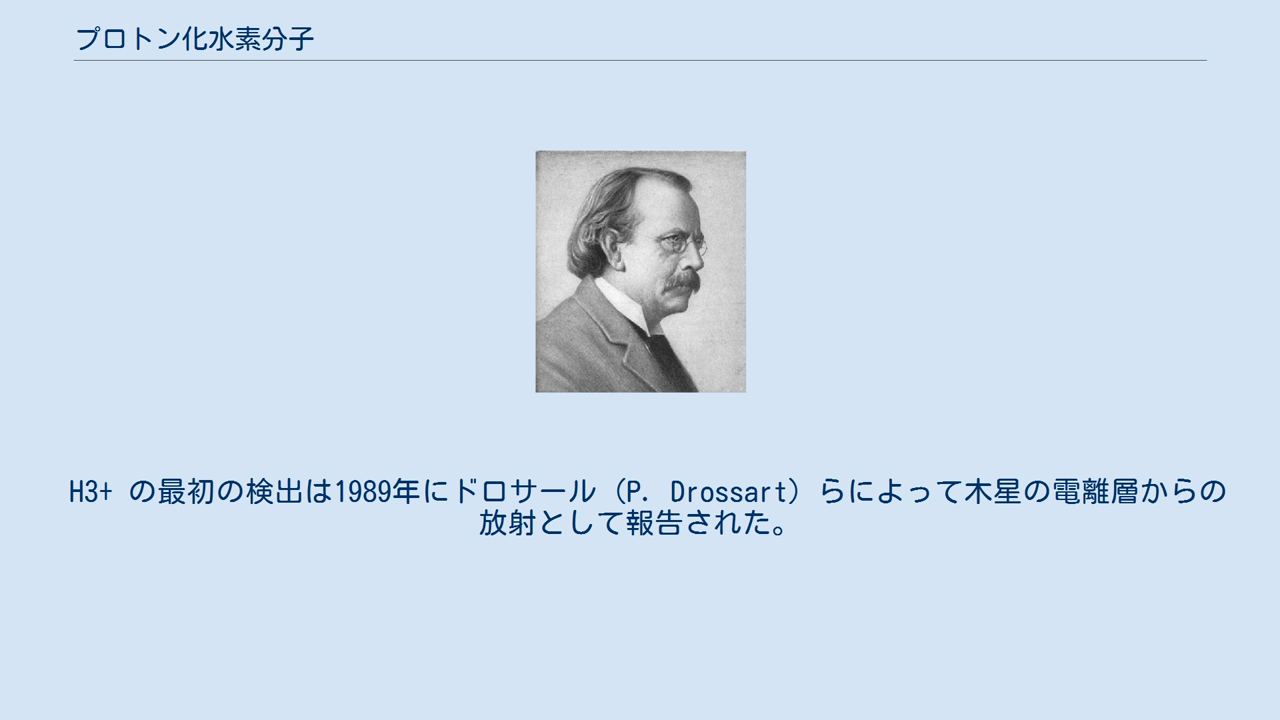 プロトン化水素分子
H3+ の最初の検出は1989年にドロサール（P. Drossart）らによって木星の電離層からの
放射として報告された。